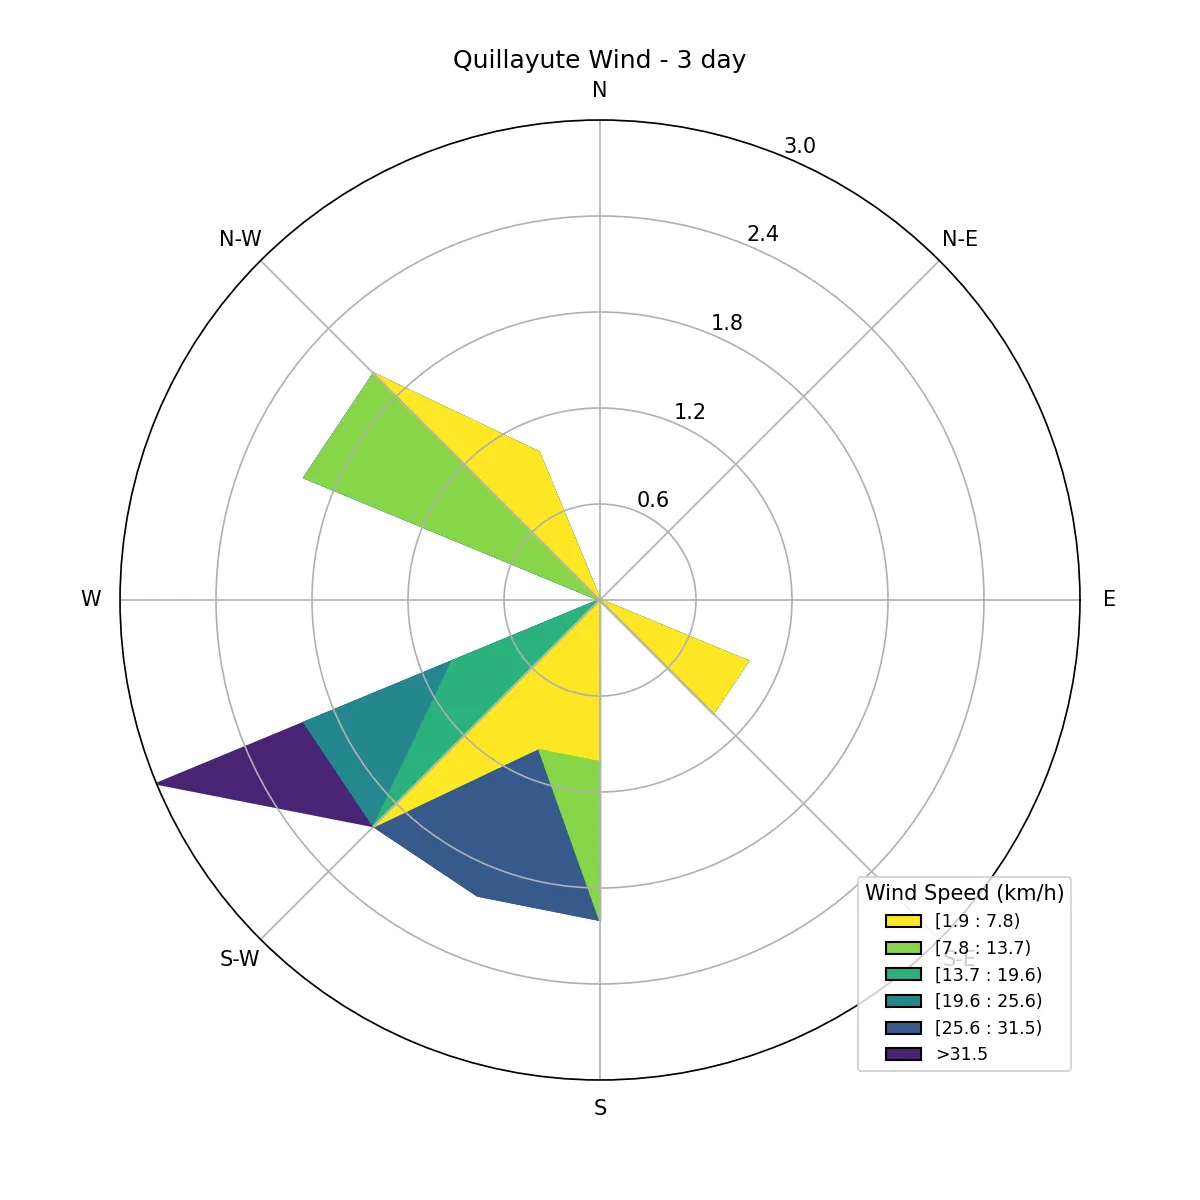 Quillayute Wind - 3 day
N
3.0
2.4
N-W
N-E
1.8
1.2
0.6
W
E
Wind Speed (km/h)
[1.9 : 7.8)
[7.8 : 13.7)
S-W
S-E
[13.7 : 19.6)
[19.6 : 25.6)
[25.6 : 31.5)
>31.5
S